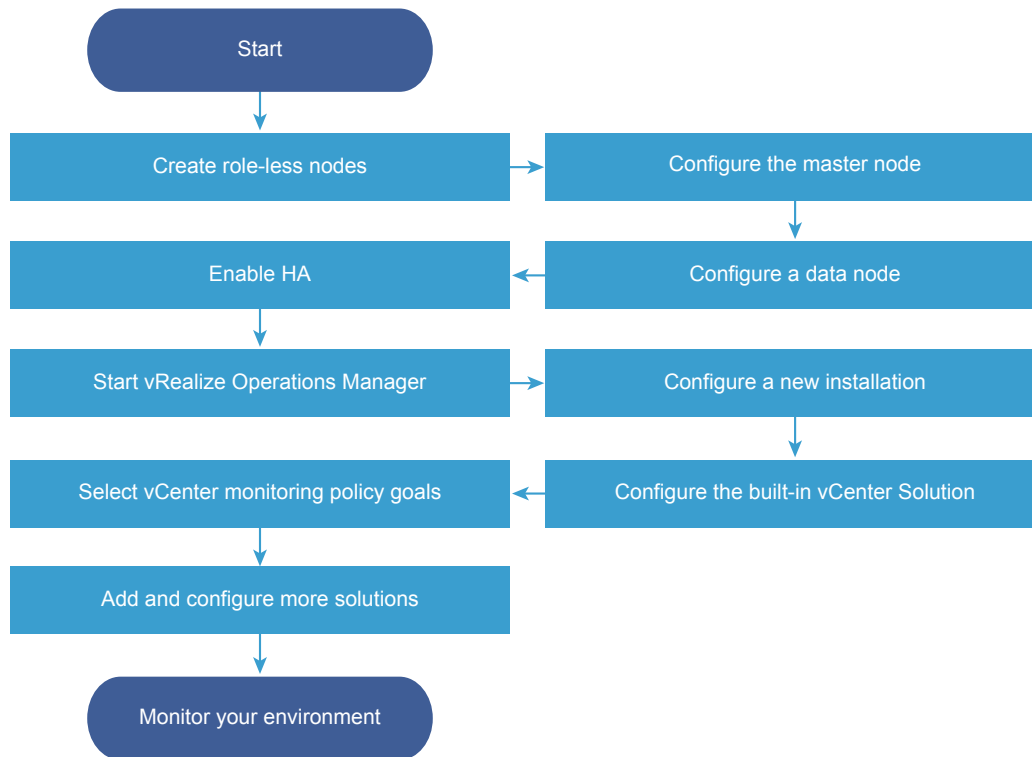 Start
Create role-less nodes
Configure the master node
Enable HA
Configure a data node
Start vRealize Operations Manager
Configure a new installation
Select vCenter monitoring policy goals
Configure the built-in vCenter Solution
Add and configure more solutions
Monitor your environment